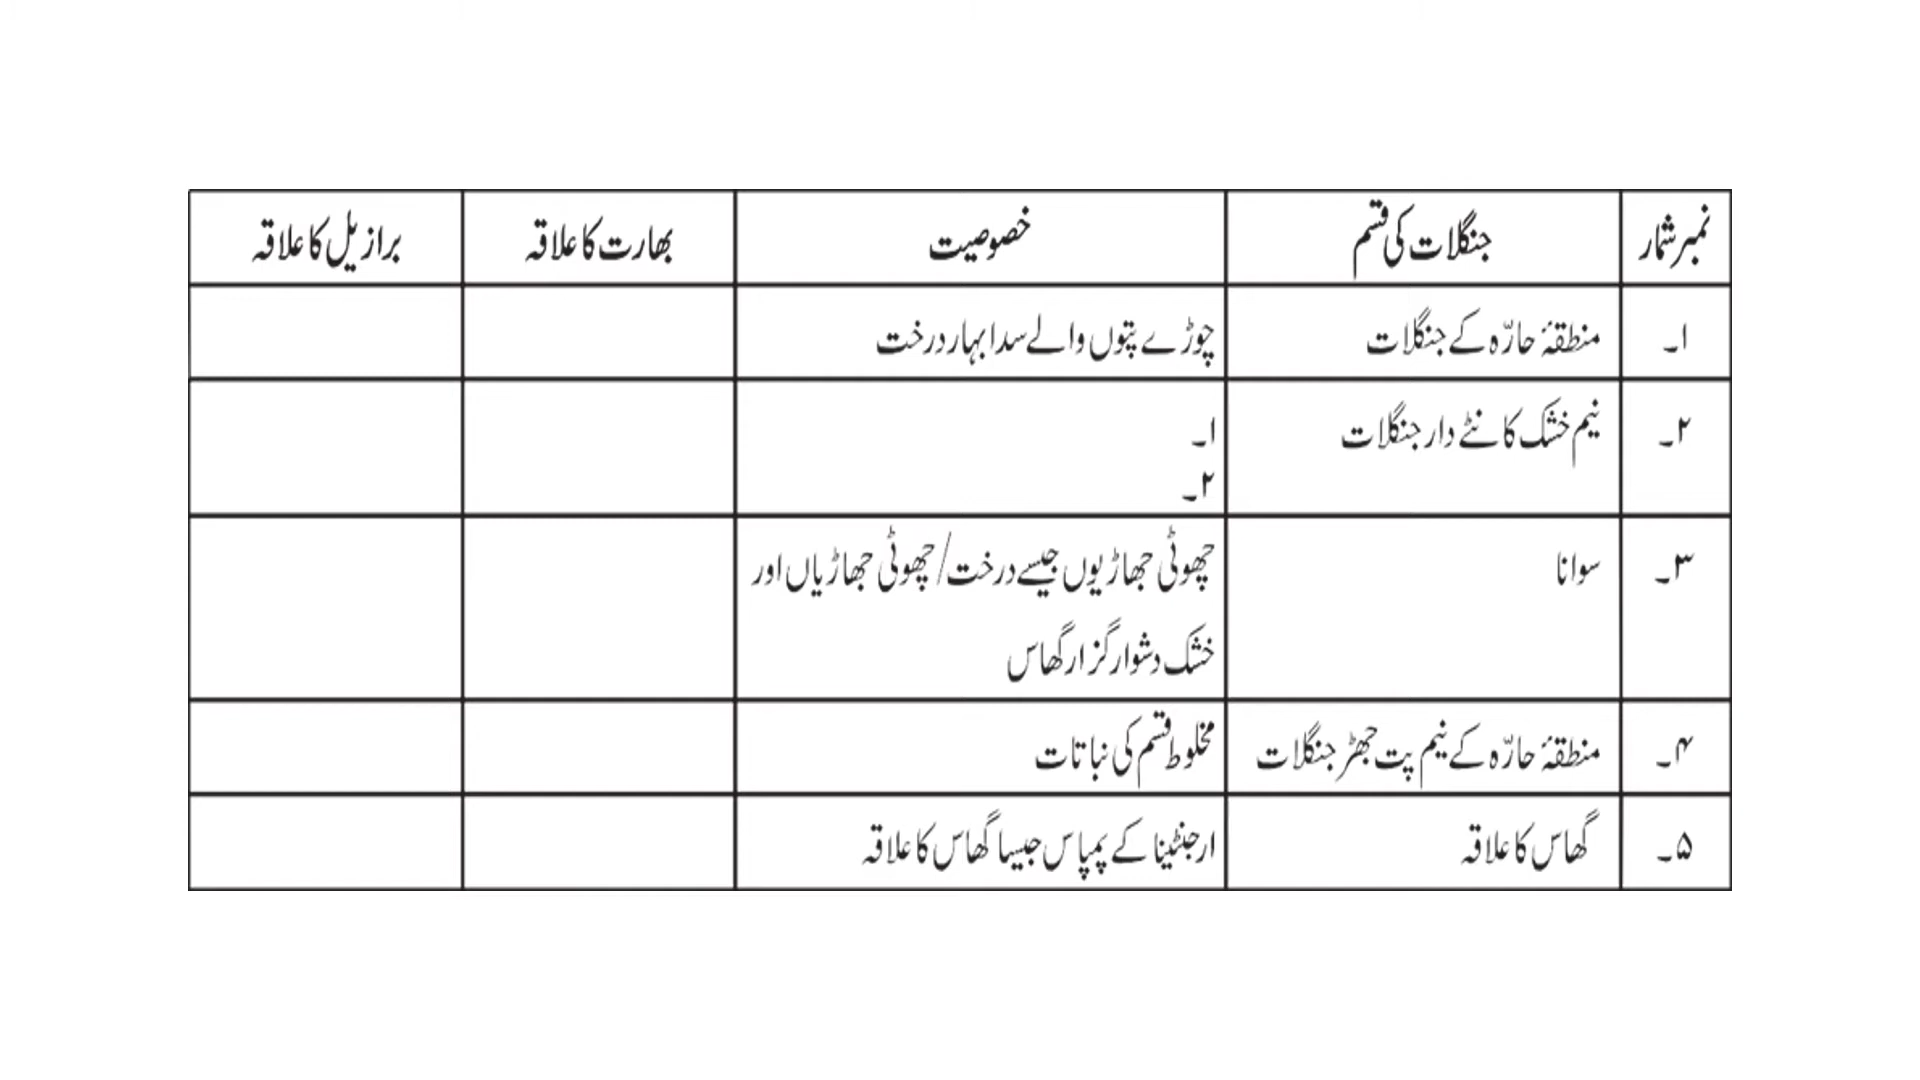 نمبر شمار	جنگلات کی قسم	خصوصیت	بھارت کا علاقہ	برازیل کا علاقہ
۱۔	منطقۂ حارّہ کے جنگلات	چوڑے پتوں والے سدا بہار درخت
۲۔	نیم خشک کانٹے دار جنگلات	۱۔
۲۔
۳۔	سوانا	چھوٹی جھاڑیوں جیسے درخت/چھوٹی جھاڑیاں اور
خشک دشوار گزار گھاس
۴۔	منطقۂ حارّہ کے نیم پت جھڑ جنگلات	مخلوط قسم کی نباتات
۵۔	گھاس کا علاقہ	ارجنٹینا کے پمپاس جیسا گھاس کا علاقہ